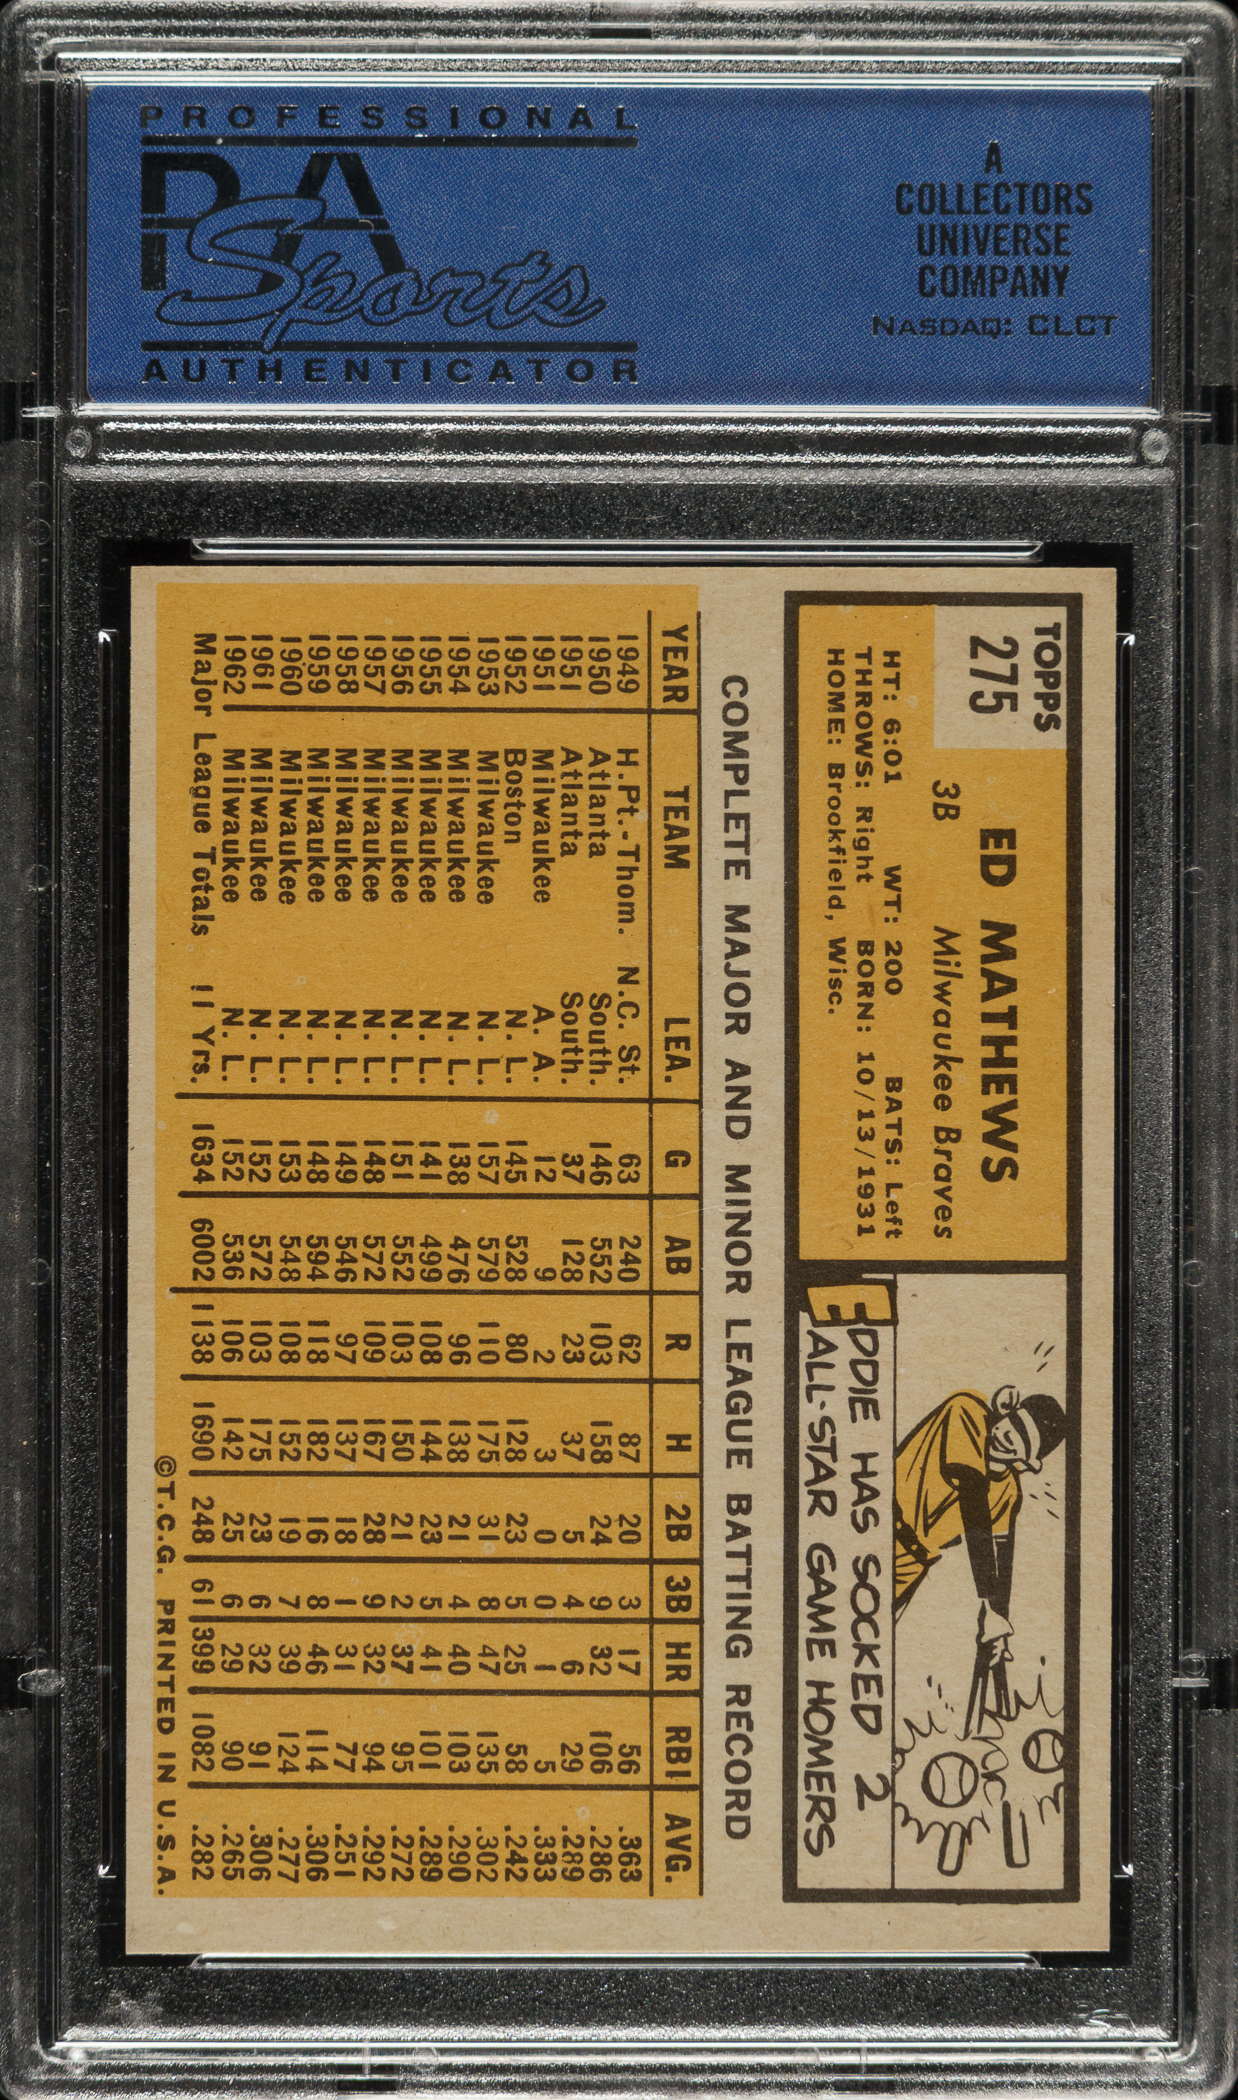 PROFESSIONAL
PSA
Sports
AUTHENTICATOR
A
COLLECTORS
UNIVERSE
COMPANY
NASDAQ: CLCT
TOPPS
275
ED MATHEWS
3B Milwaukee Braves
HT: 6:01 WT: 200 BATS: Left
THROWS: Right BORN: 10/13/1931
HOME: Brookfield, Wisc.
EDDIE HAS SOCKED 2
ALL-STAR GAME HOMERS
COMPLETE MAJOR AND MINOR LEAGUE BATTING RECORD
YEAR TEAM LEA. G AB R H 2B 3B HR RBI AVG.
1949 H.Pt.-Thom. N.C. St. 63 240 62 87 20 3 17 56 .363
1950 Atlanta South. 146 552 103 158 24 9 32 106 .286
1951 Atlanta South. 37 128 23 37 5 4 6 29 .289
1951 Milwaukee A. A. 12 9 2 3 0 0 1 5 .333
1952 Boston N. L. 145 528 80 128 23 5 25 58 .242
1953 Milwaukee N. L. 157 579 110 175 31 8 47 135 .302
1954 Milwaukee N. L. 138 476 96 138 21 4 40 103 .290
1955 Milwaukee N. L. 141 499 108 144 23 5 41 101 .289
1956 Milwaukee N. L. 151 552 103 150 21 2 37 95 .272
1957 Milwaukee N. L. 148 572 109 167 28 9 32 94 .292
1958 Milwaukee N. L. 149 546 97 137 18 1 31 77 .251
1959 Milwaukee N. L. 148 594 118 182 16 8 46 114 .306
1960 Milwaukee N. L. 153 548 108 152 19 7 39 124 .277
1961 Milwaukee N. L. 152 572 103 175 23 6 32 91 .306
1962 Milwaukee N. L. 152 536 106 142 25 6 29 90 .265
Major League Totals 11 Yrs. 1634 6002 1138 1690 248 61 399 1082 .282
©T.C.G. PRINTED IN U.S.A.